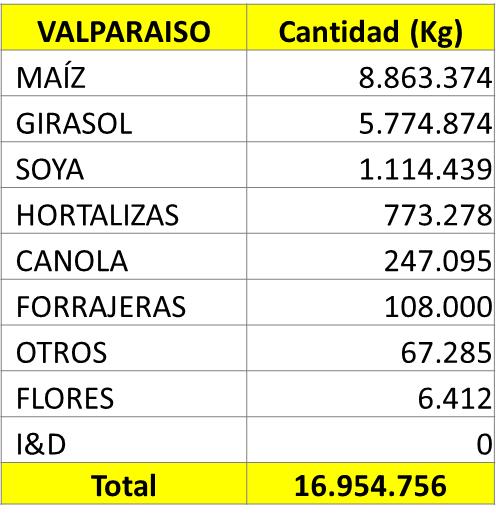 VALPARAISO Cantidad (Kg)
MAÍZ 8.863.374
GIRASOL 5.774.874
SOYA 1.114.439
HORTALIZAS 773.278
CANOLA 247.095
FORRAJERAS 108.000
OTROS 67.285
FLORES 6.412
I&D 0
Total 16.954.756